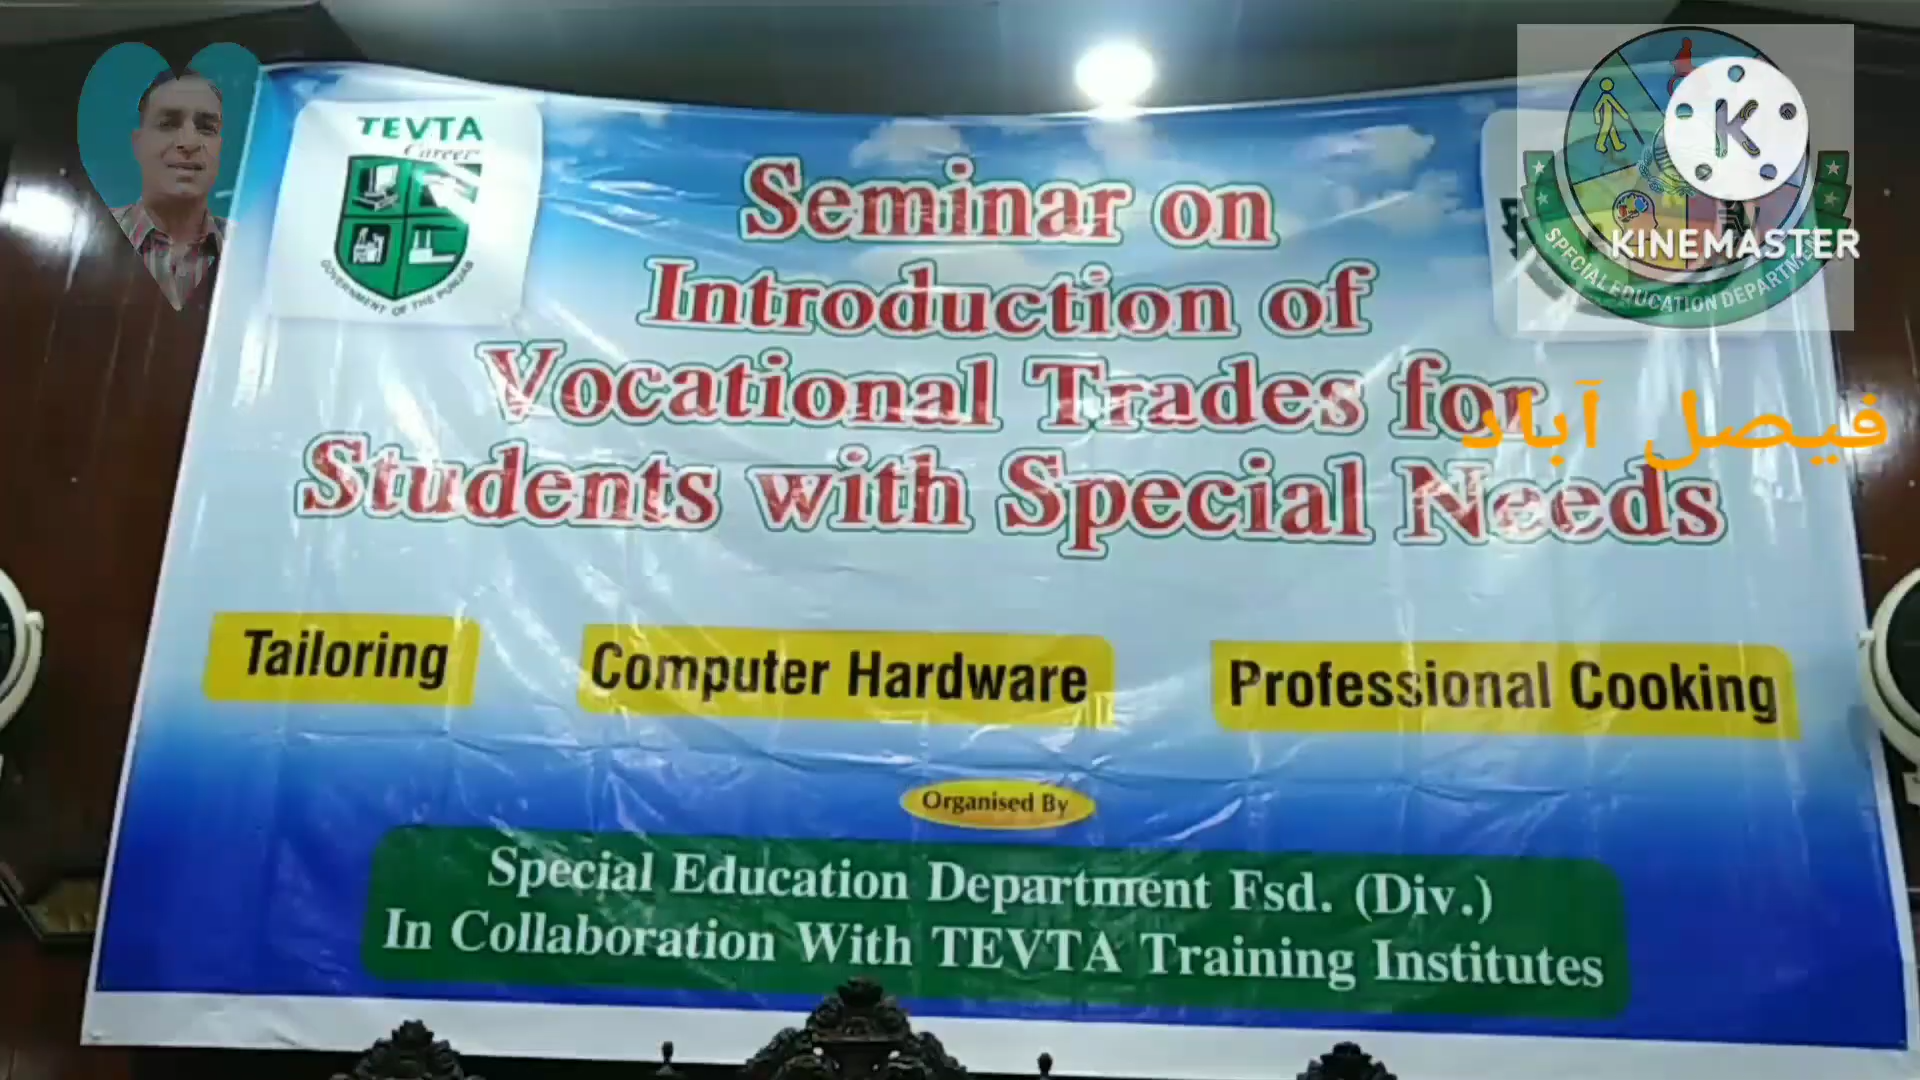 TEVTA
Career
GOVERNMENT OF THE PUNJAB
Seminar on
Introduction of
Vocational Trades for
Students with Special Needs
K
KINEMASTER
SPECIAL EDUCATION DEPARTMENT
فیصل آباد
Tailoring
Computer Hardware
Professional Cooking
Organised By
Special Education Department Fsd. (Div.)
In Collaboration With TEVTA Training Institutes